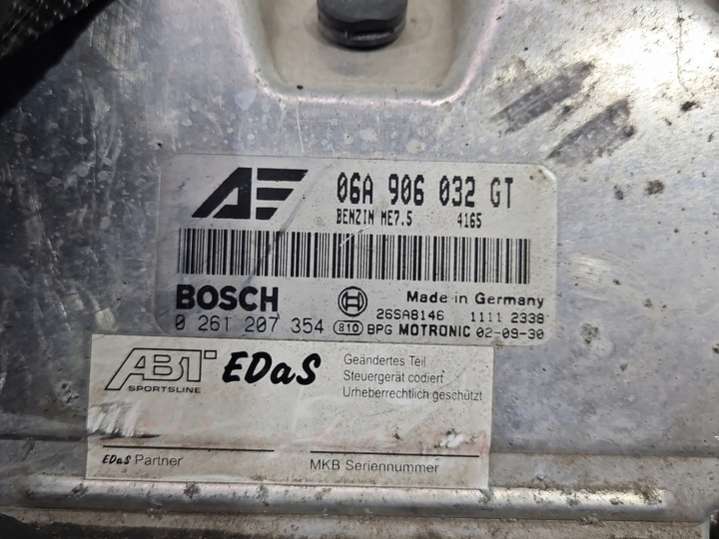 06A 906 032 GT
BENZIN ME7.5 4165
BOSCH
Made in Germany
26SA8146 1111 2338
0 261 207 354 810 BPG MOTRONIC 02-09-30
ABT EDaS
SPORTSLINE
Geändertes Teil
Steuergerät codiert
Urheberrechtlich geschützt
EDaS Partner
MKB Seriennummer